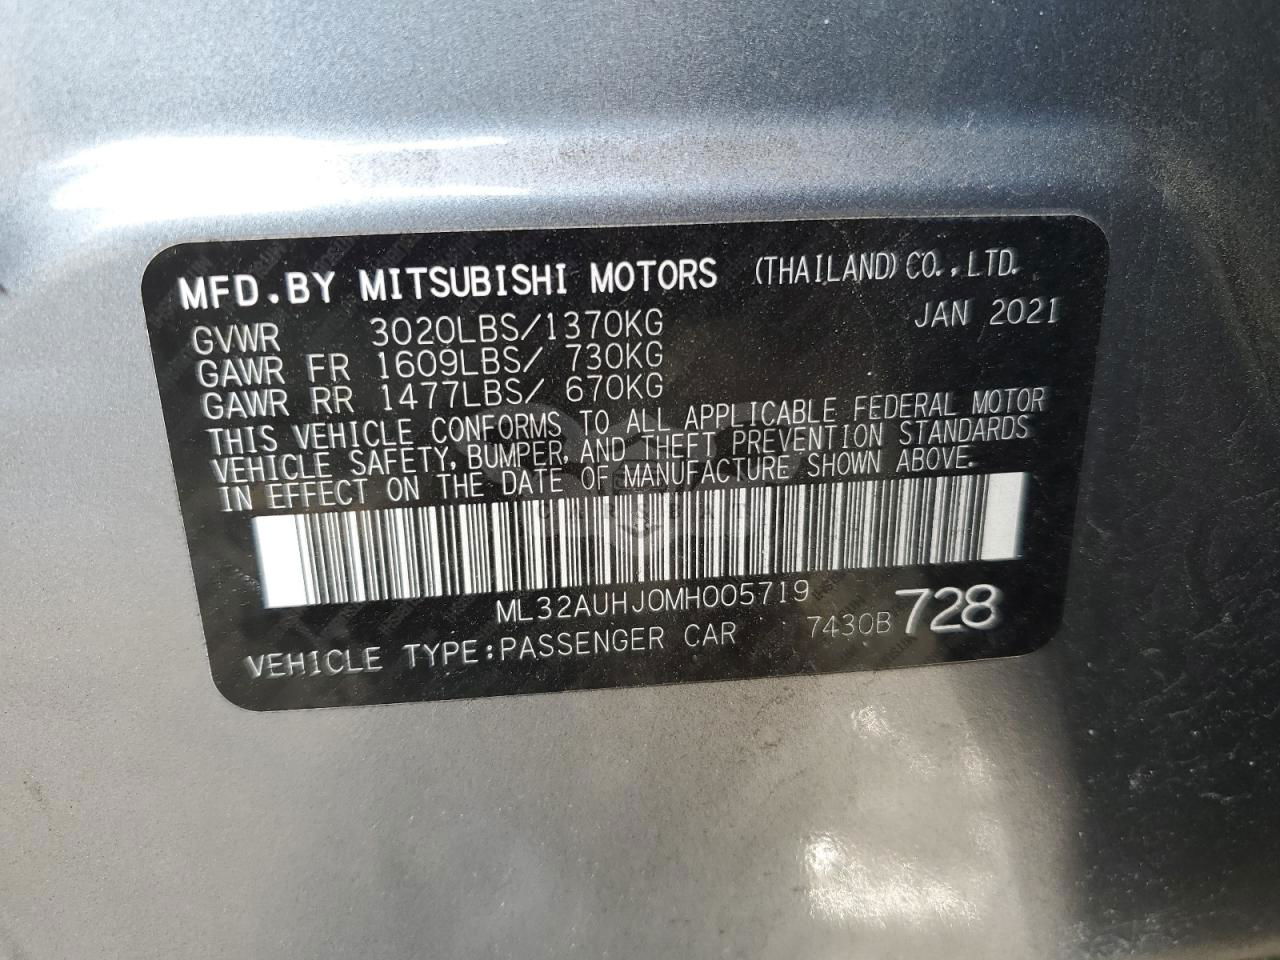 MFD.BY MITSUBISHI MOTORS (THAILAND) CO.,LTD.
GVWR 3020LBS/1370KG JAN 2021
GAWR FR 1609LBS/ 730KG
GAWR RR 1477LBS/ 670KG
THIS VEHICLE CONFORMS TO ALL APPLICABLE FEDERAL MOTOR
VEHICLE SAFETY, BUMPER, AND THEFT PREVENTION STANDARDS
IN EFFECT ON THE DATE OF MANUFACTURE SHOWN ABOVE.
ML32AUHJ0MH005719
VEHICLE TYPE:PASSENGER CAR 7430B 728